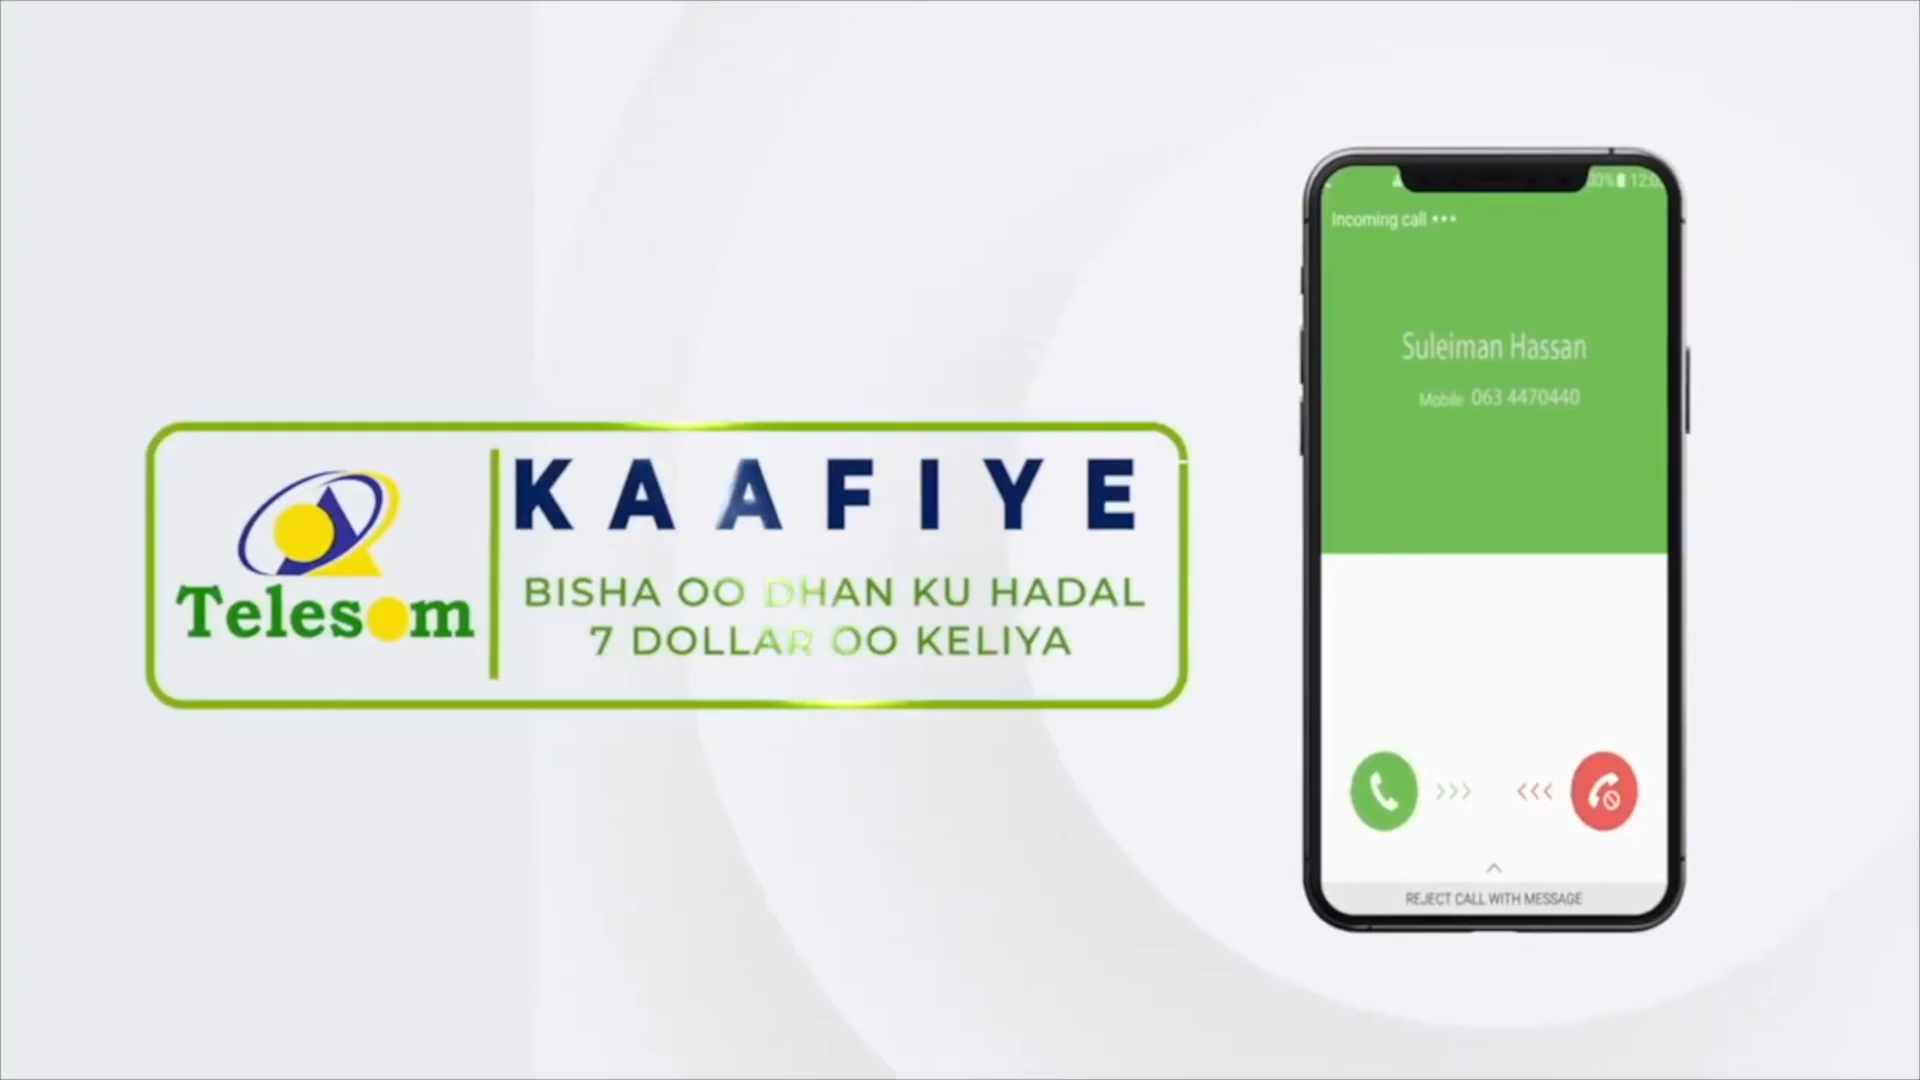 Telesom
KAAFIYE
BISHA OO DHAN KU HADAL
7 DOLLAR OO KELIYA
Incoming call •••
Suleiman Hassan
Mobile 063 4470440
REJECT CALL WITH MESSAGE